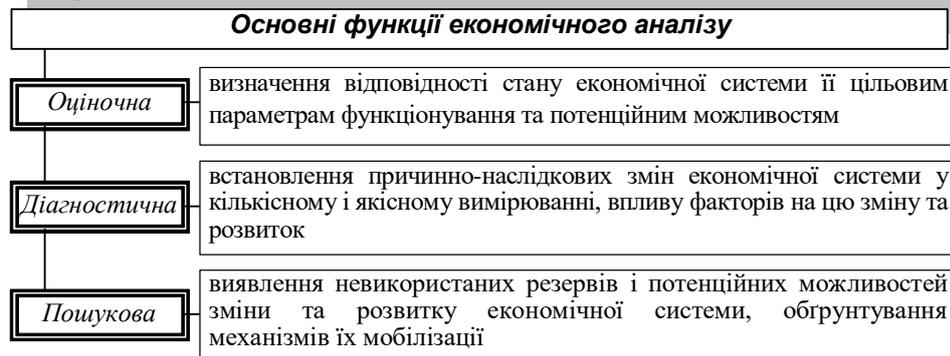 Основні функції економічного аналізу
Оціночна
визначення відповідності стану економічної системи її цільовим
параметрам функціонування та потенційним можливостям
Діагностична
встановлення причинно-наслідкових змін економічної системи у
кількісному і якісному вимірюванні, впливу факторів на цю зміну та
розвиток
Пошукова
виявлення невикористаних резервів і потенційних можливостей
зміни та розвитку економічної системи, обґрунтування
механізмів їх мобілізації